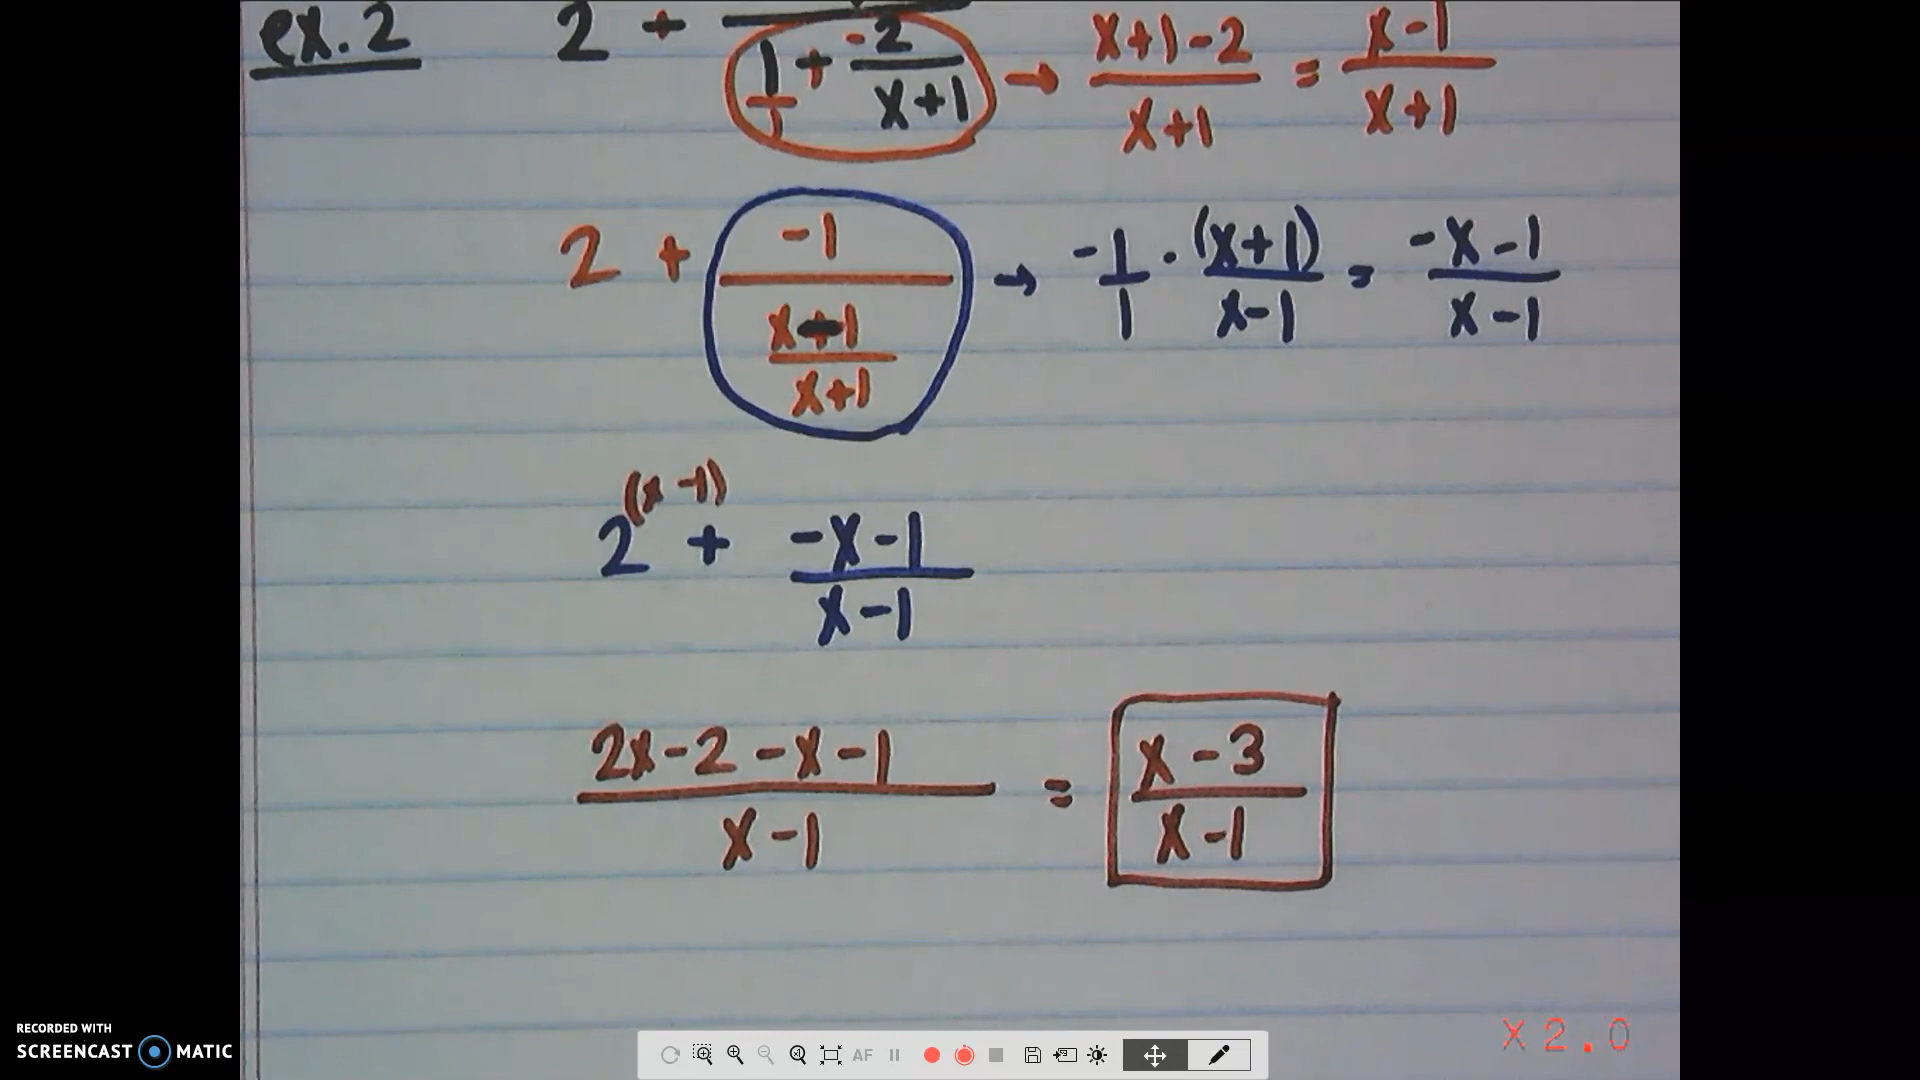 ex. 2 2 + 1/1 + -2/x+1 → x+1-2/x+1 = x-1/x+1
2 + -1/x-1/x+1 → -1/1 · (x+1)/x-1 = -x-1/x-1
2(x-1) + -x-1/x-1
2x-2-x-1/x-1 = x-3/x-1
X2.0
RECORDED WITH
SCREENCAST MATIC
AF